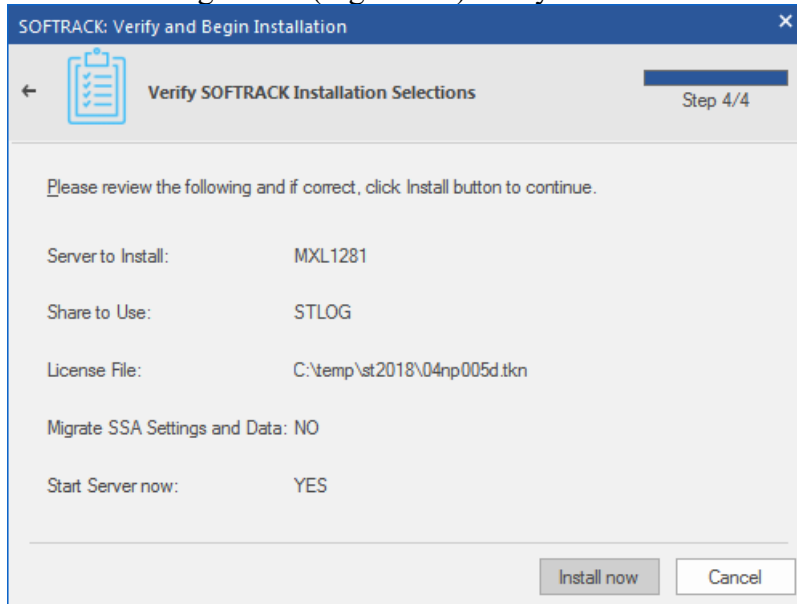 SOFTRACK: Verify and Begin Installation
Verify SOFTRACK Installation Selections
Step 4/4
Please review the following and if correct, click Install button to continue.
Server to Install: MXL1281
Share to Use: STLOG
License File: C:\temp\st2018\04np005d.tkn
Migrate SSA Settings and Data: NO
Start Server now: YES
Install now Cancel